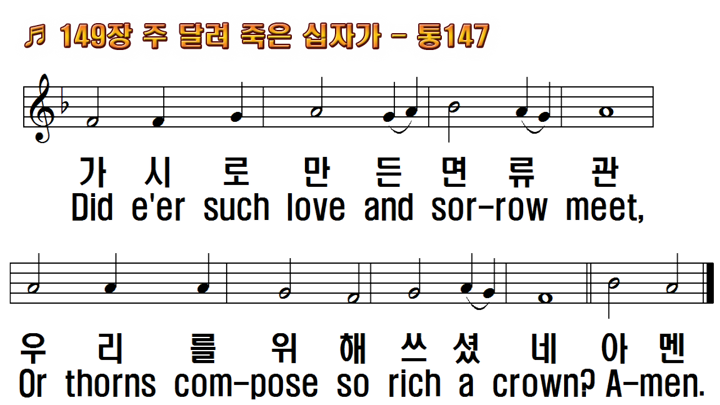 ♬ 149장 주 달려 죽은 십자가 - 통147
가 시 로 만 든 면 류 관
Did e'er such love and sor-row meet,
우 리 를 위 해 쓰 셨 네 아 멘
Or thorns com-pose so rich a crown? A-men.